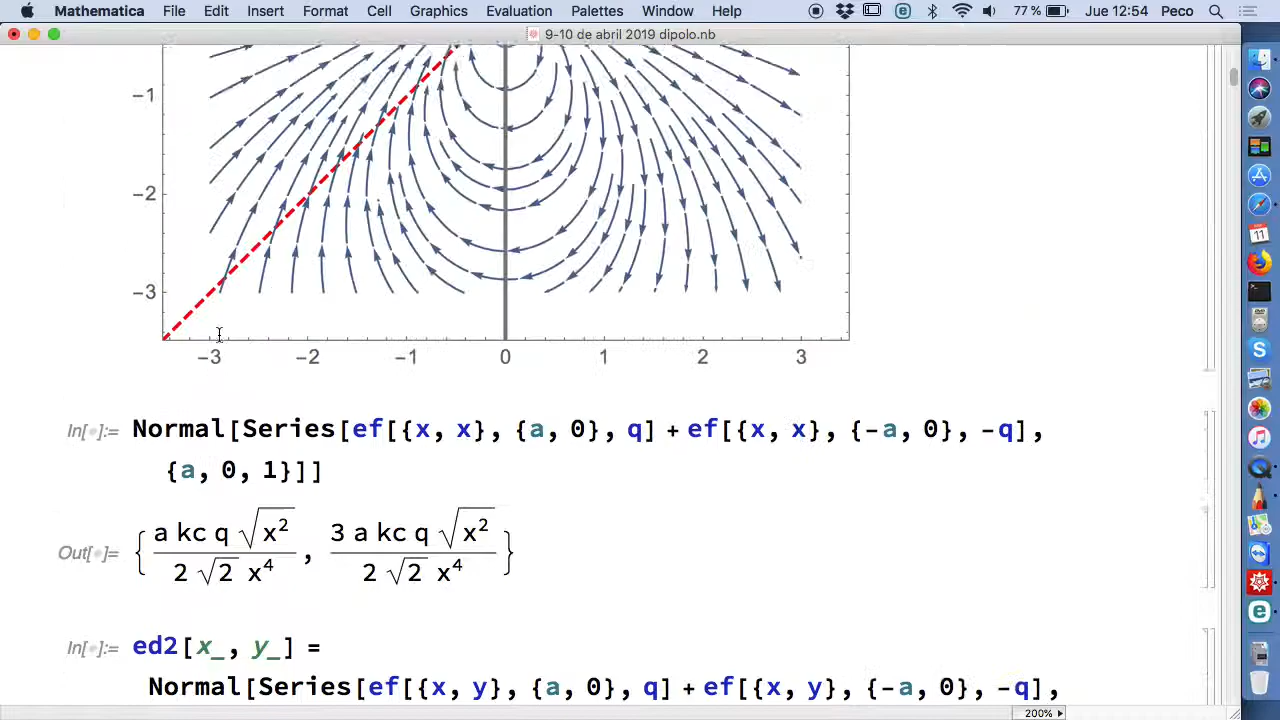 Mathematica File Edit Insert Format Cell Graphics Evaluation Palettes Window Help 77 % Jue 12:54 Peco
9-10 de abril 2019 dipolo.nb
−1
−2
−3
−3 −2 −1 0 1 2 3
In[ ]:= Normal[Series[ef[{x, x}, {a, 0}, q] + ef[{x, x}, {-a, 0}, -q],
{a, 0, 1}]]
Out[ ]= { a kc q √x² / 2 √2 x⁴ , 3 a kc q √x² / 2 √2 x⁴ }
In[ ]:= ed2[x_, y_] =
Normal[Series[ef[{x, y}, {a, 0}, q] + ef[{x, y}, {-a, 0}, -q],
200%
11